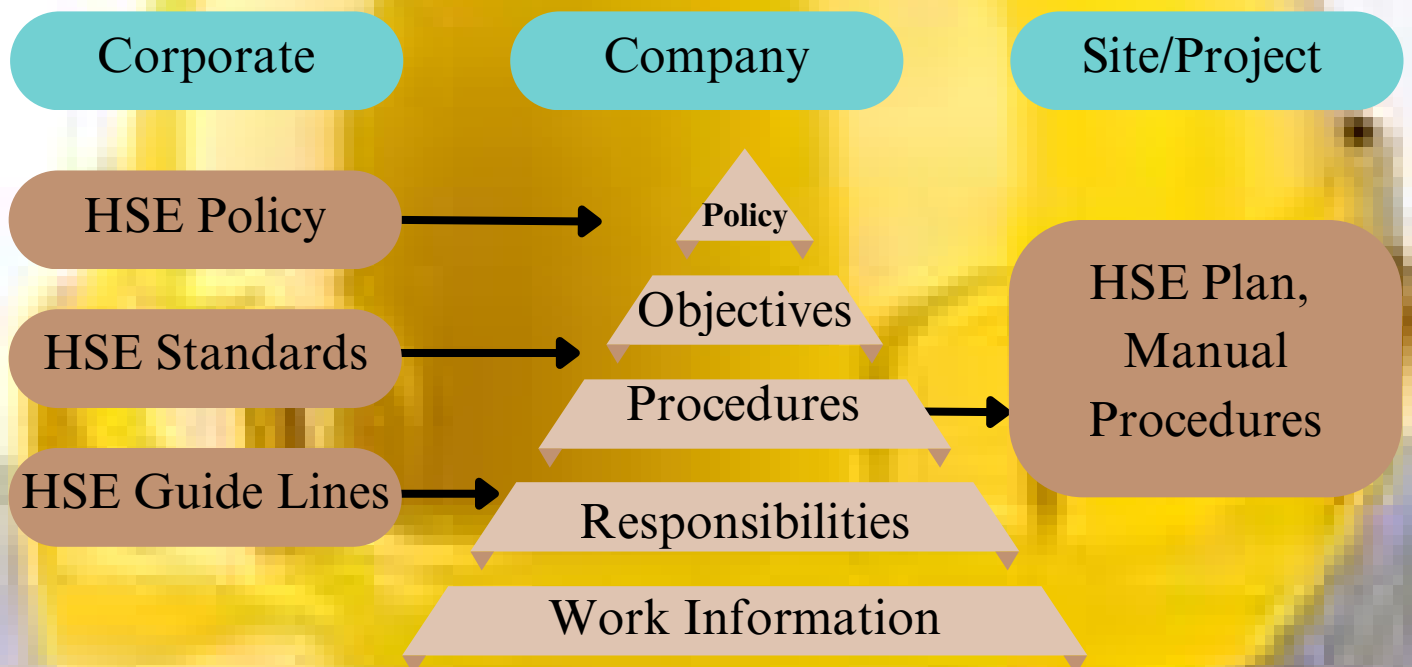 Corporate
Company
Site/Project
HSE Policy
HSE Standards
HSE Guide Lines
Policy
Objectives
Procedures
Responsibilities
Work Information
HSE Plan,
Manual
Procedures